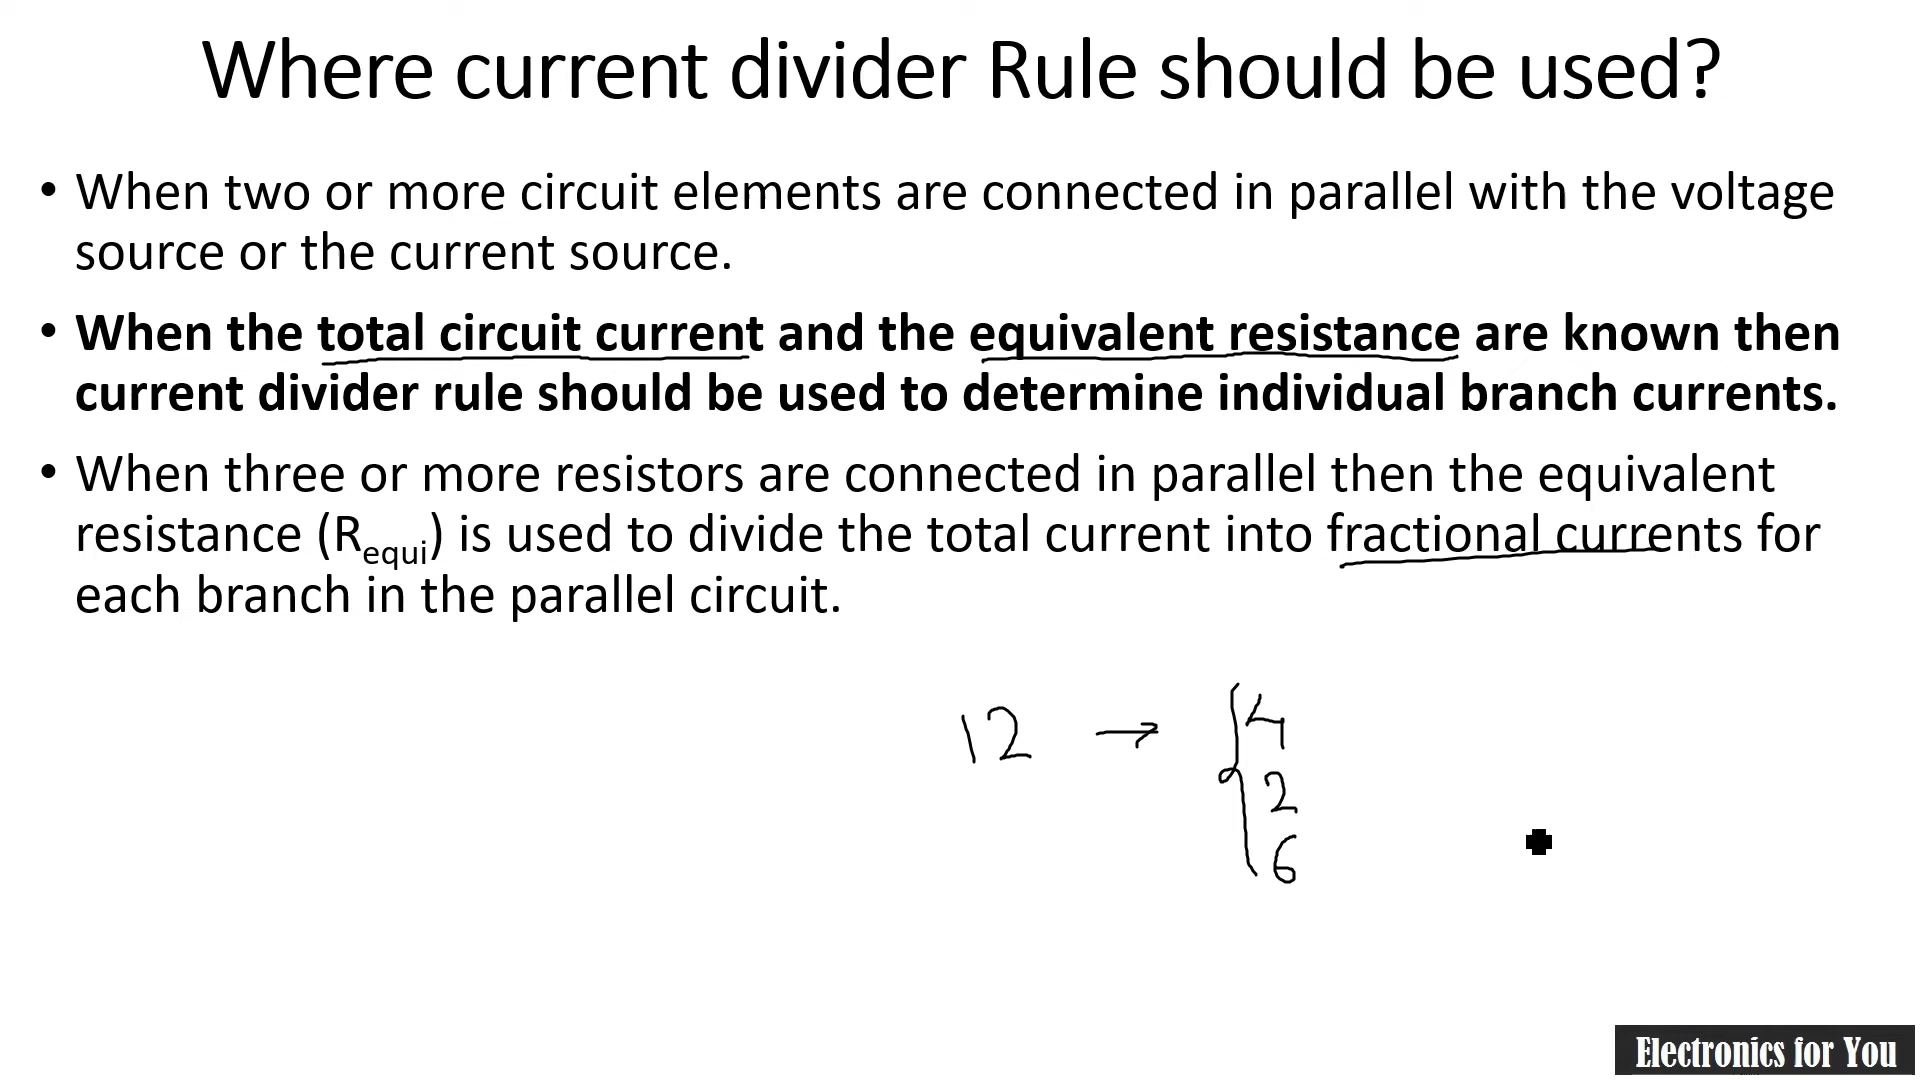 Where current divider Rule should be used?
• When two or more circuit elements are connected in parallel with the voltage
source or the current source.
• When the total circuit current and the equivalent resistance are known then
current divider rule should be used to determine individual branch currents.
• When three or more resistors are connected in parallel then the equivalent
resistance (Requi) is used to divide the total current into fractional currents for
each branch in the parallel circuit.
12 → { 4
2
6
Electronics for You